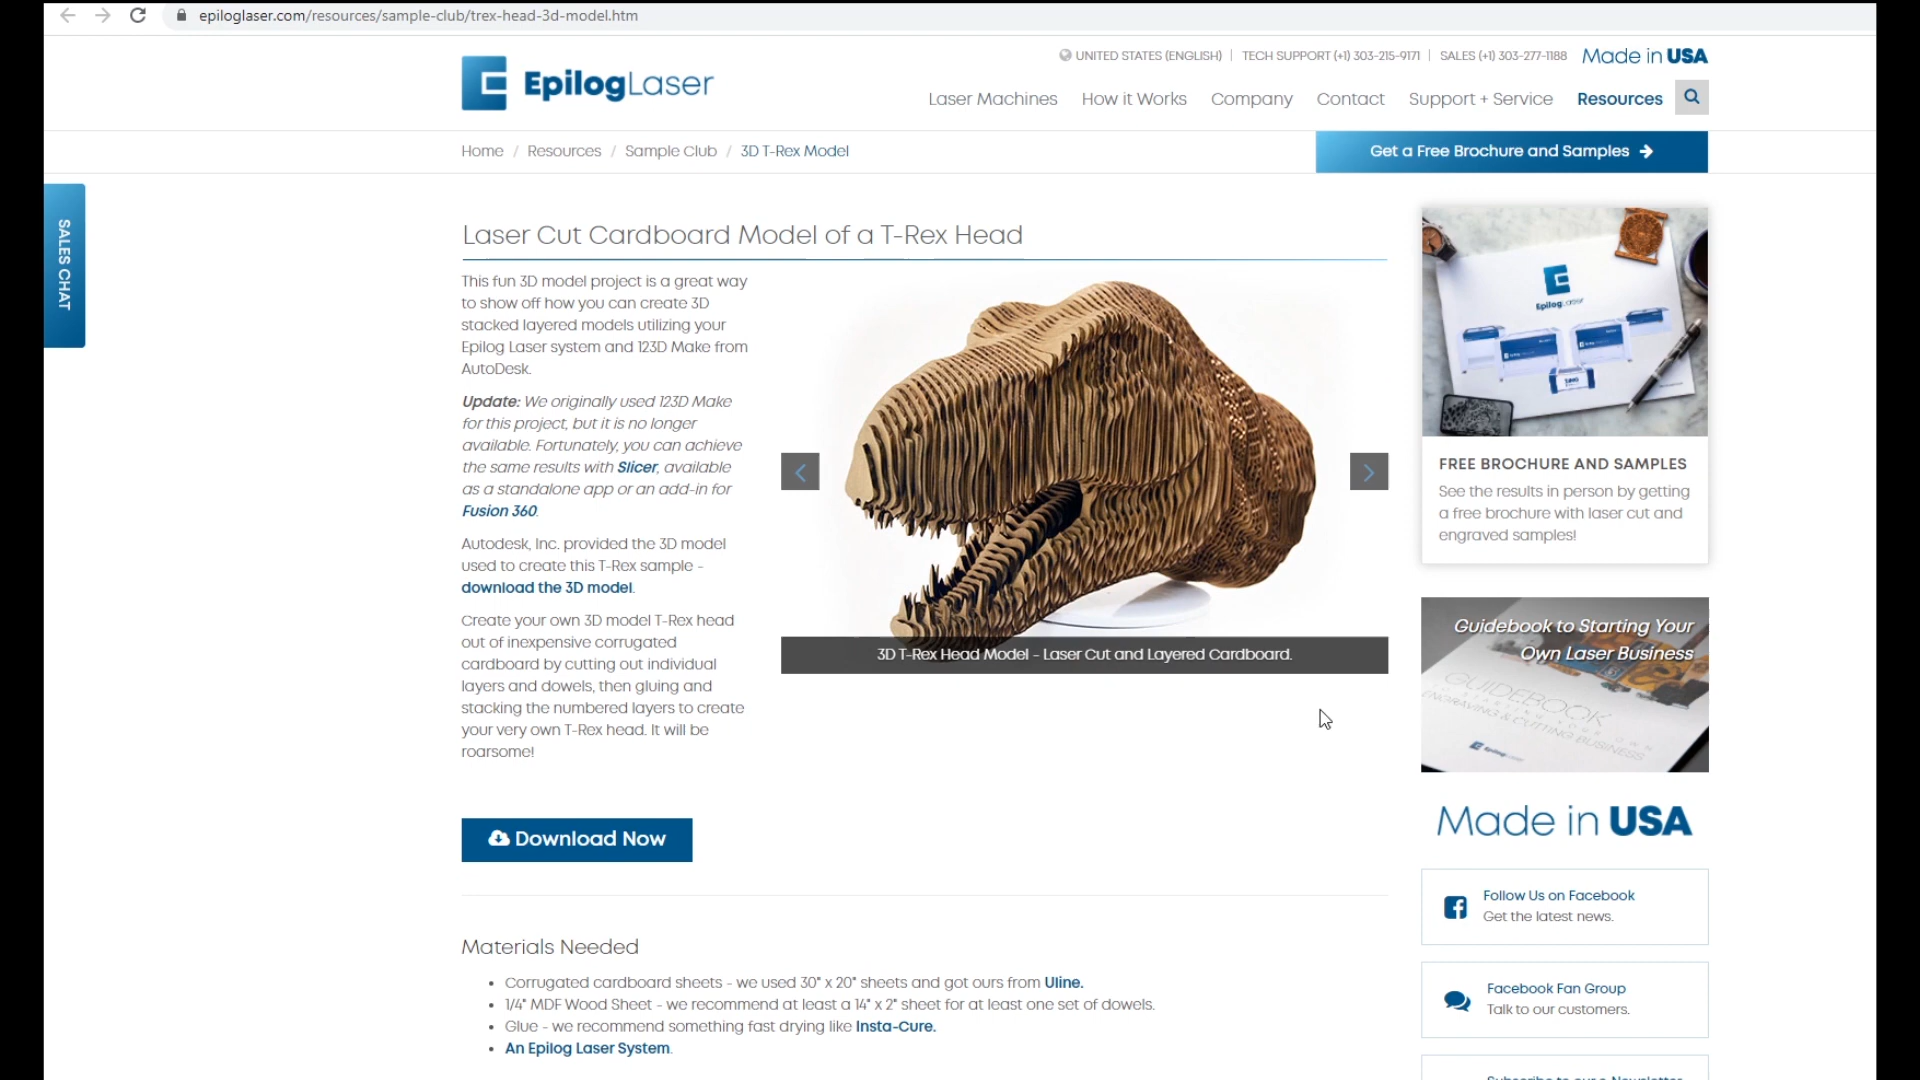 epiloglaser.com/resources/sample-club/trex-head-3d-model.htm
UNITED STATES (ENGLISH) | TECH SUPPORT (+1) 303-215-9171 | SALES (+1) 303-277-1188 Made in USA
EpilogLaser
Laser Machines How it Works Company Contact Support + Service Resources
Home / Resources / Sample Club / 3D T-Rex Model
Get a Free Brochure and Samples
SALES CHAT
Laser Cut Cardboard Model of a T-Rex Head
This fun 3D model project is a great way
to show off how you can create 3D
stacked layered models utilizing your
Epilog Laser system and 123D Make from
AutoDesk.
Update: We originally used 123D Make
for this project, but it is no longer
available. Fortunately, you can achieve
the same results with Slicer, available
as a standalone app or an add-in for
Fusion 360.
Autodesk, Inc. provided the 3D model
used to create this T-Rex sample -
download the 3D model.
Create your own 3D model T-Rex head
out of inexpensive corrugated
cardboard by cutting out individual
layers and dowels, then gluing and
stacking the numbered layers to create
your very own T-Rex head. It will be
roarsome!
3D T-Rex Head Model - Laser Cut and Layered Cardboard.
Download Now
Materials Needed
• Corrugated cardboard sheets - we used 30" x 20" sheets and got ours from Uline.
• 1/4" MDF Wood Sheet - we recommend at least a 14" x 2" sheet for at least one set of dowels.
• Glue - we recommend something fast drying like Insta-Cure.
• An Epilog Laser System.
EpilogLaser
FREE BROCHURE AND SAMPLES
See the results in person by getting
a free brochure with laser cut and
engraved samples!
Guidebook to Starting Your
Own Laser Business
GUIDEBOOK
ENGRAVING & CUTTING BUSINESS
Made in USA
Follow Us on Facebook
Get the latest news.
Facebook Fan Group
Talk to our customers.